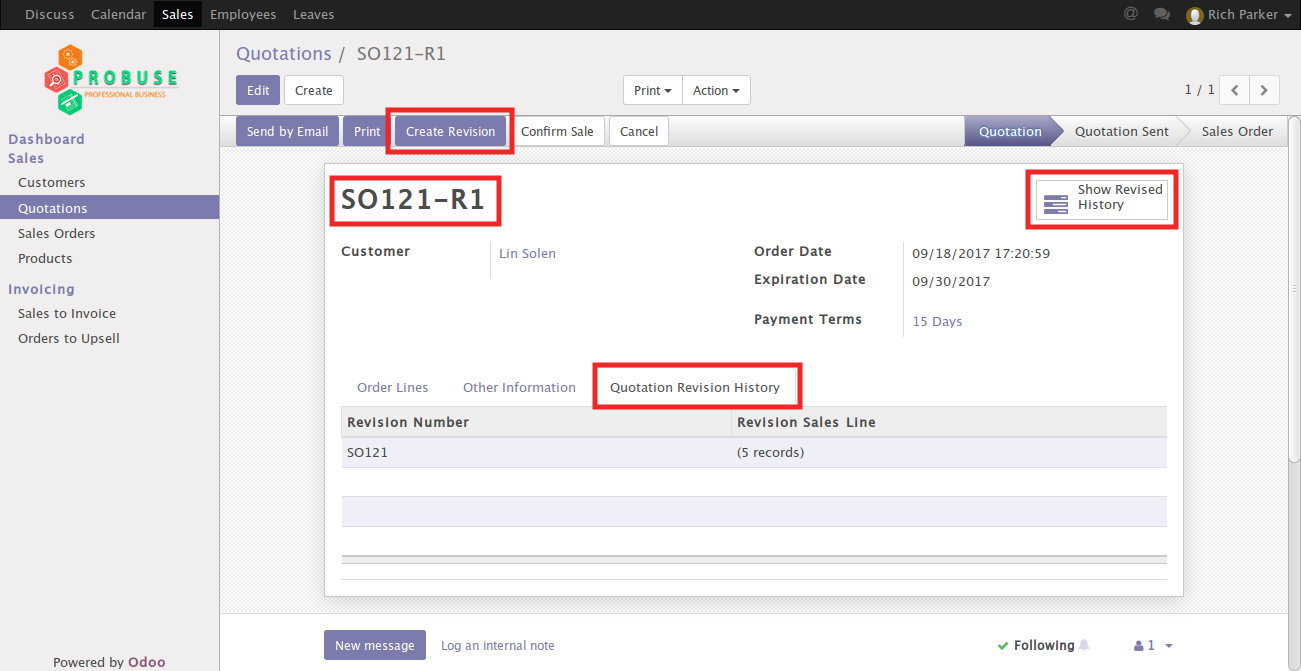 Discuss Calendar Sales Employees Leaves @ Rich Parker
PROBUSE
PROFESSIONAL BUSINESS
Dashboard
Sales
Customers
Quotations
Sales Orders
Products
Invoicing
Sales to Invoice
Orders to Upsell
Powered by Odoo
Quotations / SO121-R1
Edit Create Print Action 1 / 1
Send by Email Print Create Revision Confirm Sale Cancel Quotation Quotation Sent Sales Order
SO121-R1
Show Revised
History
Customer Lin Solen
Order Date 09/18/2017 17:20:59
Expiration Date 09/30/2017
Payment Terms 15 Days
Order Lines Other Information Quotation Revision History
Revision Number Revision Sales Line
SO121 (5 records)
New message Log an internal note Following 1